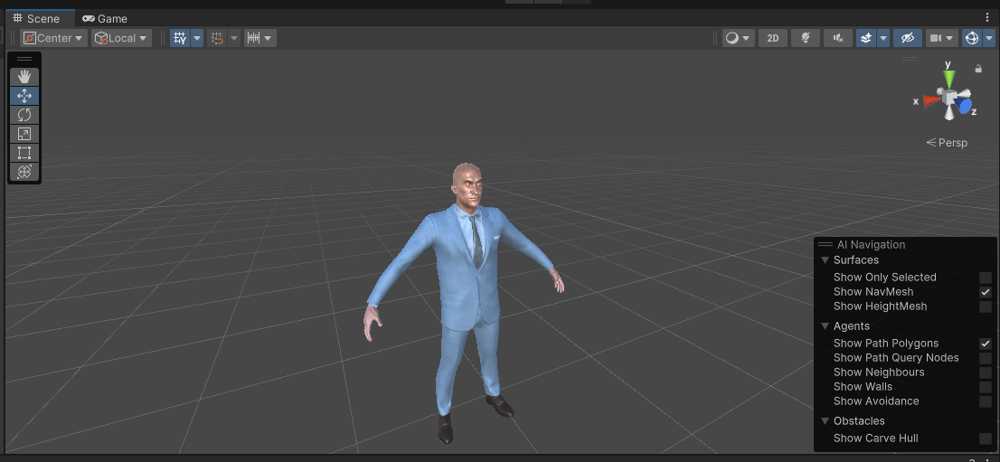 Scene Game
Center Local 2D
y
x
z
Persp
AI Navigation
Surfaces
Show Only Selected
Show NavMesh
Show HeightMesh
Agents
Show Path Polygons
Show Path Query Nodes
Show Neighbours
Show Walls
Show Avoidance
Obstacles
Show Carve Hull